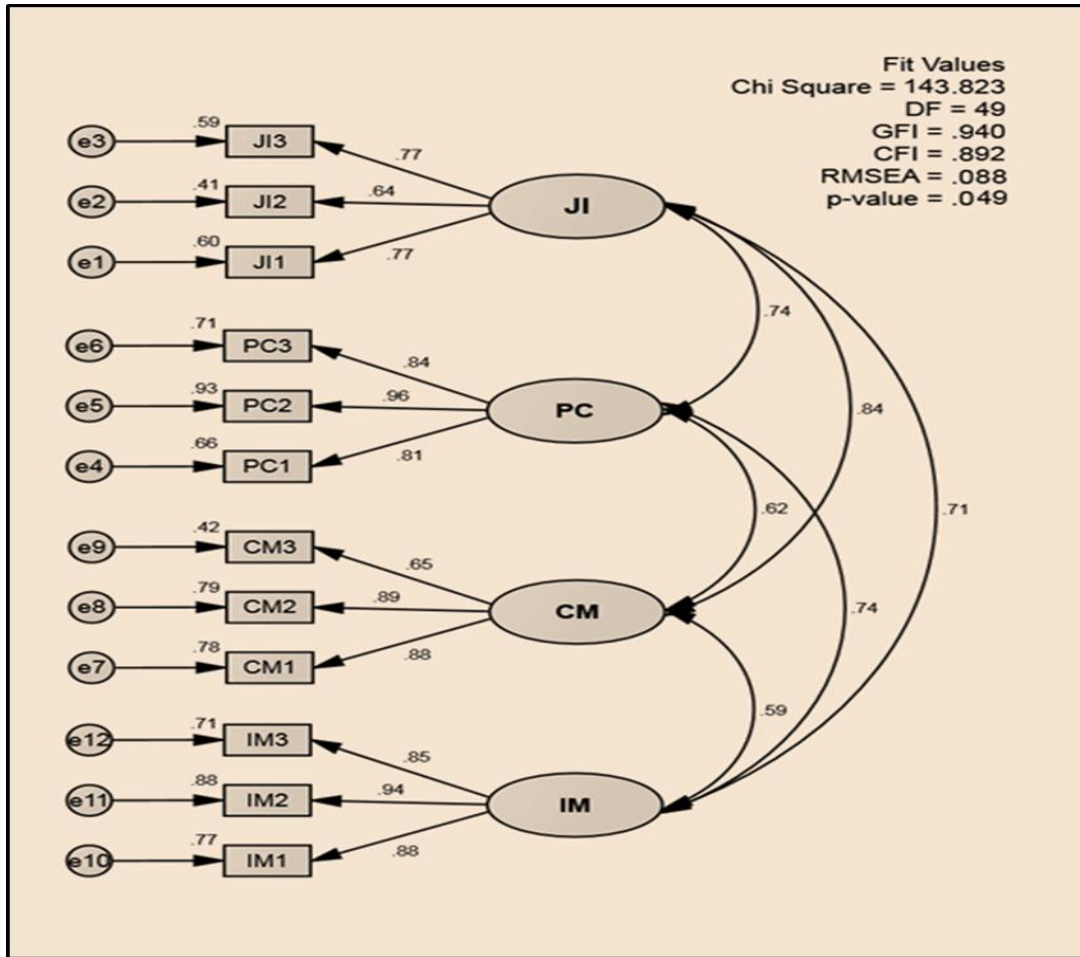 Fit Values
Chi Square = 143.823
DF = 49
GFI = .940
CFI = .892
RMSEA = .088
p-value = .049
e3 .59 JI3 .77
e2 .41 JI2 .64
e1 .60 JI1 .77
JI
.74
e6 .71 PC3 .84
e5 .93 PC2 .96
e4 .66 PC1 .81
PC
.84
.62
.71
e9 .42 CM3 .65
e8 .79 CM2 .89
e7 .78 CM1 .88
CM
.74
.59
e12 .71 IM3 .85
e11 .88 IM2 .94
e10 .77 IM1 .88
IM